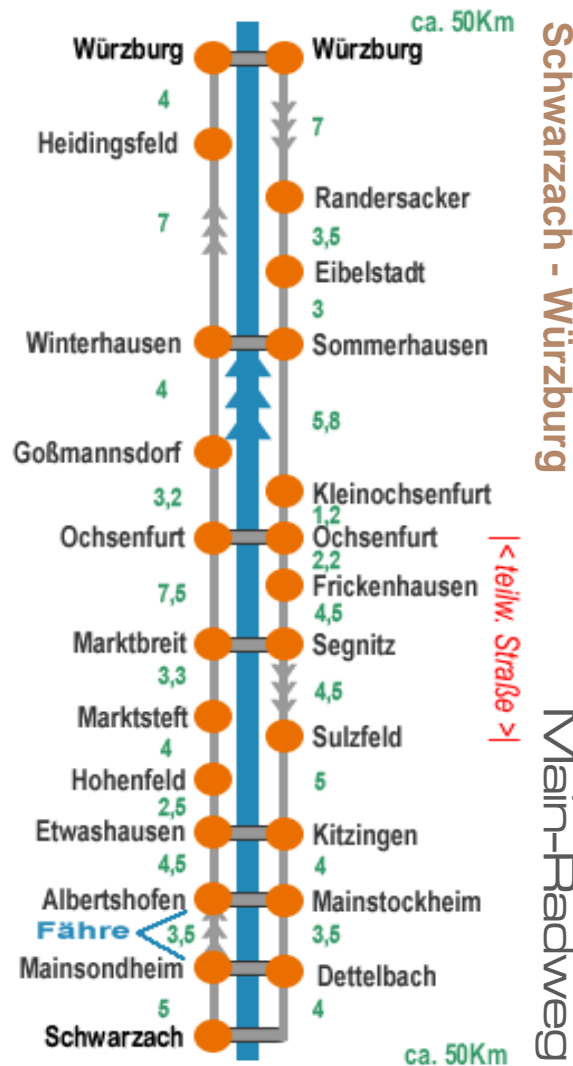 ca. 50Km
Würzburg
Würzburg
4
7
Heidingsfeld
Randersacker
7
3,5
Eibelstadt
3
Winterhausen
Sommerhausen
4
5,8
Goßmannsdorf
Kleinochsenfurt
3,2
1,2
Ochsenfurt
Ochsenfurt
2,2
7,5
Frickenhausen
4,5
Marktbreit
Segnitz
3,3
4,5
Marktsteft
Sulzfeld
4
Hohenfeld
5
2,5
Etwashausen
Kitzingen
4,5
4
Albertshofen
Mainstockheim
Fähre
3,5
3,5
Mainsondheim
Dettelbach
5
4
Schwarzach
ca. 50Km
Schwarzach - Würzburg
|< teilw. Straße >|
Main-Radweg